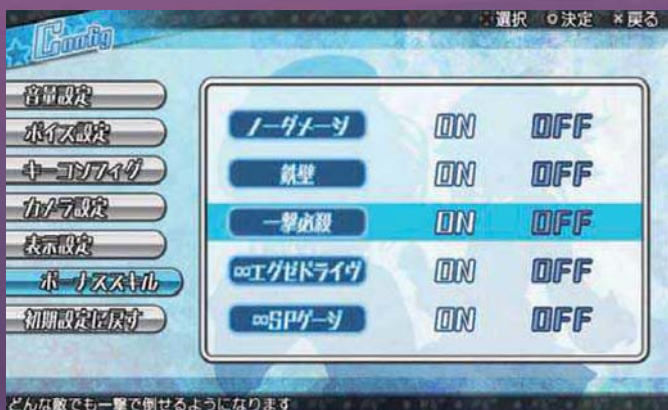 選択 決定 ×戻る
Config
音量設定
ボイス設定
キーコンフィグ
カメラ設定
表示設定
ボーナススキル
初期設定に戻す
ノーダメージ ON OFF
鉄壁 ON OFF
一撃必殺 ON OFF
∞エグゼドライヴ ON OFF
∞SPゲージ ON OFF
どんな敵でも一撃で倒せるようになります